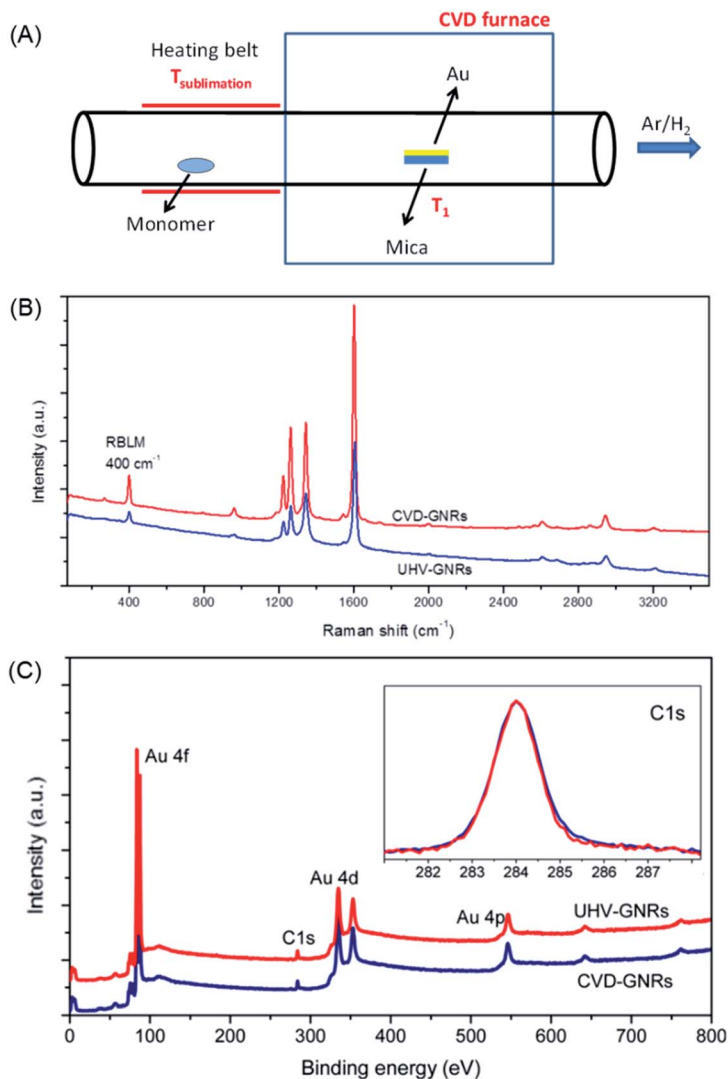 (A)
CVD furnace
Heating belt
T_sublimation
Au
Ar/H₂
Monomer
T₁
Mica
(B)
Intensity (a.u.)
RBLM
400 cm⁻¹
CVD-GNRs
UHV-GNRs
400 800 1200 1600 2000 2400 2800 3200
Raman shift (cm⁻¹)
(C)
Intensity (a.u.)
C1s
Au 4f
282 283 284 285 286 287
Au 4d
C1s
Au 4p
UHV-GNRs
CVD-GNRs
0 100 200 300 400 500 600 700 800
Binding energy (eV)